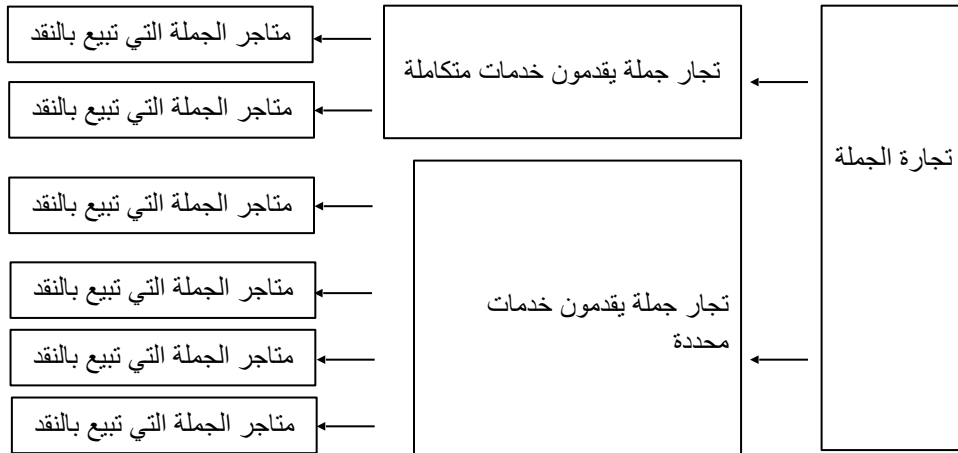 تجارة الجملة
تجار جملة يقدمون خدمات متكاملة
متاجر الجملة التي تبيع بالنقد
متاجر الجملة التي تبيع بالنقد
تجار جملة يقدمون خدمات
محددة
متاجر الجملة التي تبيع بالنقد
متاجر الجملة التي تبيع بالنقد
متاجر الجملة التي تبيع بالنقد
متاجر الجملة التي تبيع بالنقد